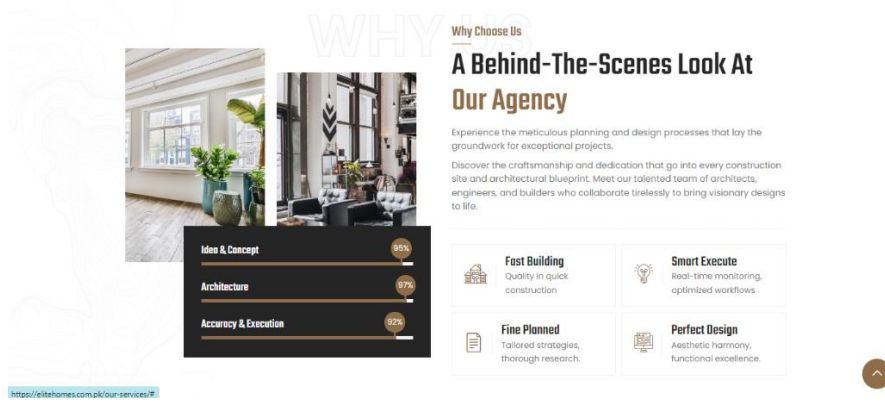 WHY US
Why Choose Us
A Behind-The-Scenes Look At
Our Agency
Experience the meticulous planning and design processes that lay the
groundwork for exceptional projects.
Discover the craftsmanship and dedication that go into every construction
site and architectural blueprint. Meet our talented team of architects,
engineers, and builders who collaborate tirelessly to bring visionary designs
to life.
Idea & Concept
95%
Architecture
97%
Accuracy & Execution
92%
Fast Building
Quality in quick
construction
Smart Execute
Real-time monitoring,
optimized workflows
Fine Planned
Tailored strategies,
thorough research.
Perfect Design
Aesthetic harmony,
functional excellence.
https://elitehomes.com.pk/our-services/#